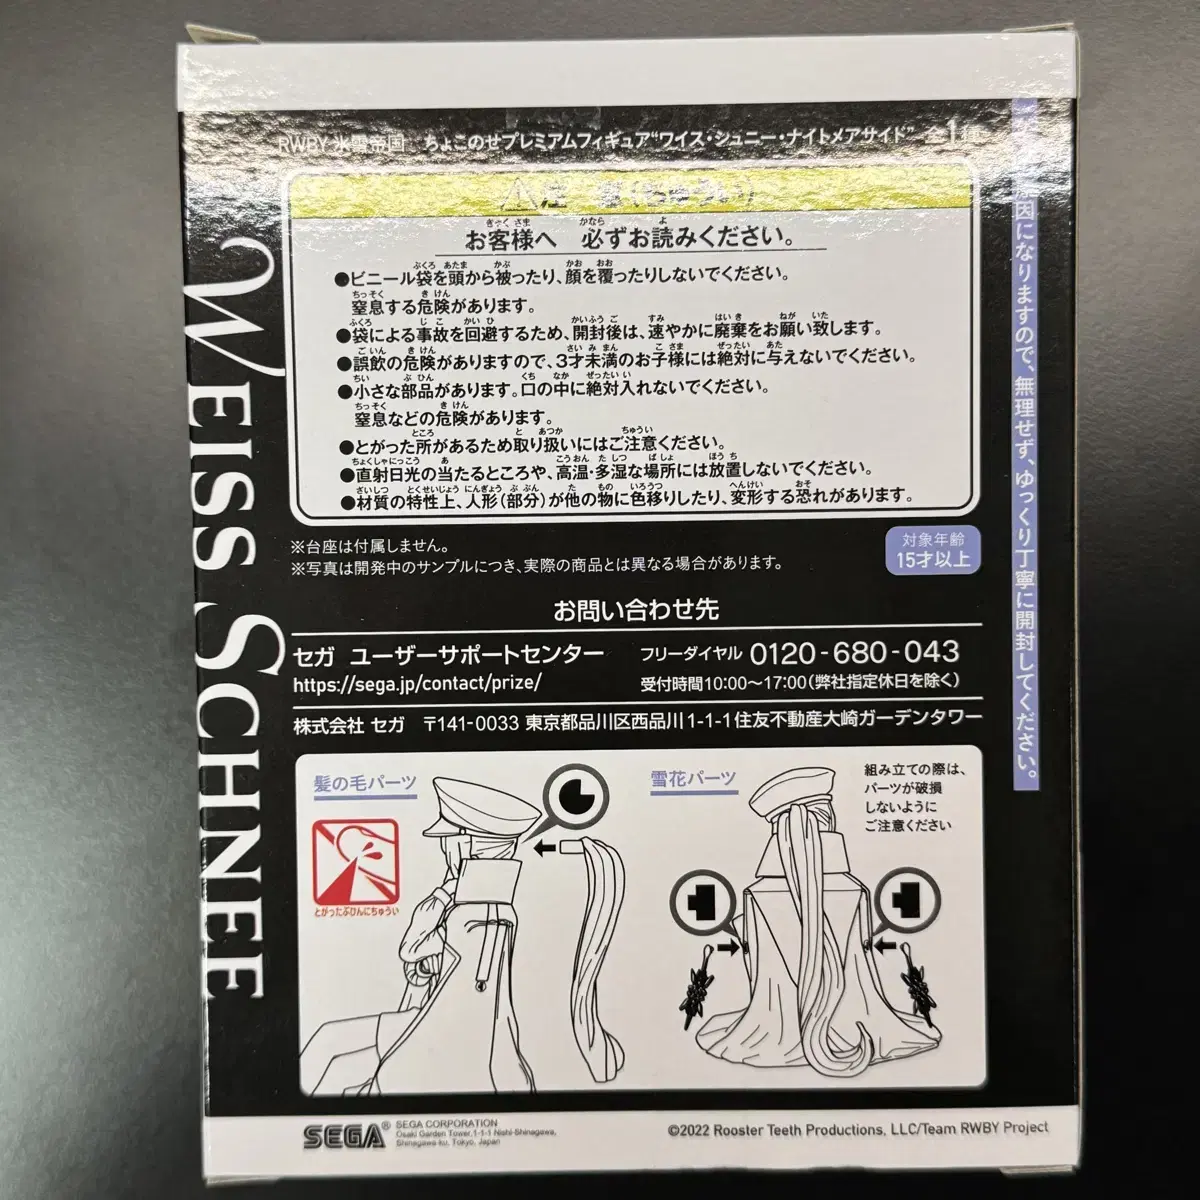 RWBY 氷雪帝国 ちょこのせプレミアムフィギュア“ワイス・シュニー・ナイトメアサイド” 全1種
注 意(ちゅうい)
お客様へ 必ずお読みください。
●ビニール袋を頭から被ったり、顔を覆ったりしないでください。
窒息する危険があります。
●袋による事故を回避するため、開封後は、速やかに廃棄をお願い致します。
●誤飲の危険がありますので、3才未満のお子様には絶対に与えないでください。
●小さな部品があります。口の中に絶対入れないでください。
窒息などの危険があります。
●とがった所があるため取り扱いにはご注意ください。
●直射日光の当たるところや、高温・多湿な場所には放置しないでください。
●材質の特性上、人形(部分)が他の物に色移りしたり、変形する恐れがあります。
※台座は付属しません。
※写真は開発中のサンプルにつき、実際の商品とは異なる場合があります。
対象年齢
15才以上
原因になりますので、無理せず、ゆっくり丁寧に開封してください。
WEISS SCHNEE
お問い合わせ先
セガ ユーザーサポートセンター フリーダイヤル 0120-680-043
https://sega.jp/contact/prize/ 受付時間10:00〜17:00(弊社指定休日を除く)
株式会社 セガ 〒141-0033 東京都品川区西品川1-1-1住友不動産大崎ガーデンタワー
髪の毛パーツ
とがったぶひんにちゅうい
雪花パーツ
組み立ての際は、
パーツが破損
しないように
ご注意ください
SEGA® SEGA CORPORATION
Osaki Garden Tower,1-1-1 Nishi-Shinagawa,
Shinagawa-ku, Tokyo, Japan
©2022 Rooster Teeth Productions, LLC/Team RWBY Project